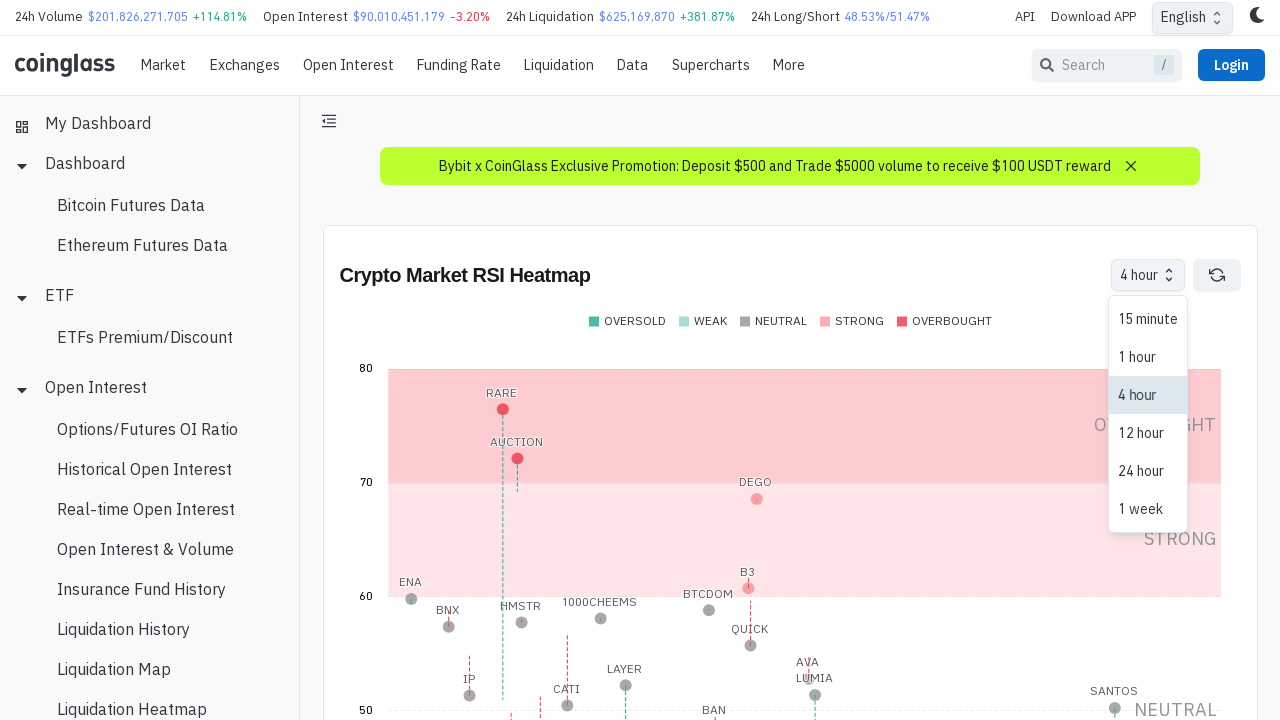 24h Volume $201,826,271,705 +114.81% Open Interest $90,010,451,179 -3.20% 24h Liquidation $625,169,870 +381.87% 24h Long/Short 48.53%/51.47% API Download APP English
coinglass Market Exchanges Open Interest Funding Rate Liquidation Data Supercharts More Search / Login
My Dashboard
Dashboard
Bitcoin Futures Data
Ethereum Futures Data
ETF
ETFs Premium/Discount
Open Interest
Options/Futures OI Ratio
Historical Open Interest
Real-time Open Interest
Open Interest & Volume
Insurance Fund History
Liquidation History
Liquidation Map
Liquidation Heatmap
Bybit x CoinGlass Exclusive Promotion: Deposit $500 and Trade $5000 volume to receive $100 USDT reward
Crypto Market RSI Heatmap
4 hour
15 minute
1 hour
4 hour
12 hour
24 hour
1 week
OVERSOLD WEAK NEUTRAL STRONG OVERBOUGHT
80
RARE
AUCTION
70
DEGO
STRONG
B3
ENA
60
BTCDOM
1000CHEEMS
HMSTR
BNX
QUICK
AVA
LAYER
IP
LUMIA
CATI
SANTOS
50
BAN
NEUTRAL